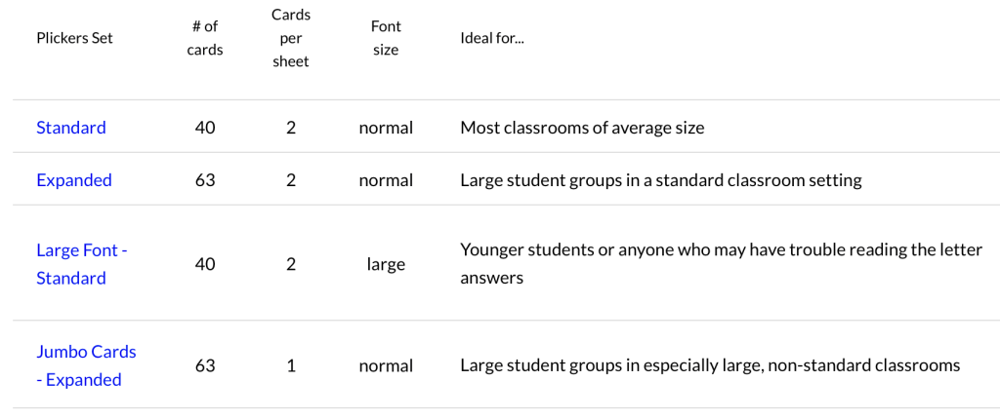 Plickers Set # of cards Cards per sheet Font size Ideal for...
Standard 40 2 normal Most classrooms of average size
Expanded 63 2 normal Large student groups in a standard classroom setting
Large Font - Standard 40 2 large Younger students or anyone who may have trouble reading the letter answers
Jumbo Cards - Expanded 63 1 normal Large student groups in especially large, non-standard classrooms